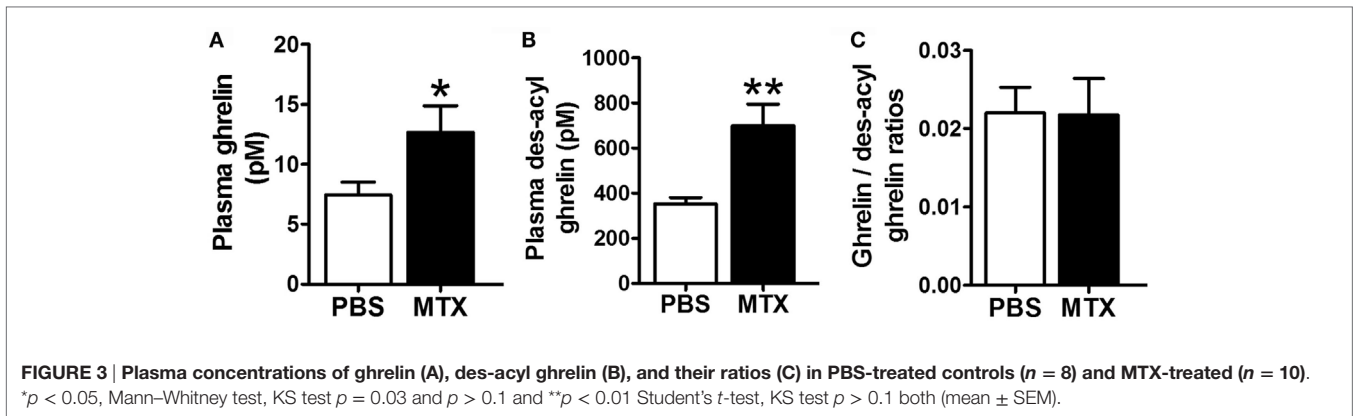 A
Plasma ghrelin
(pM)
20
15
10
5
0
*
PBS MTX
B
Plasma des-acyl
ghrelin (pM)
1000
800
600
400
200
0
**
PBS MTX
C
Ghrelin / des-acyl
ghrelin ratios
0.03
0.02
0.01
0.00
PBS MTX
FIGURE 3 | Plasma concentrations of ghrelin (A), des-acyl ghrelin (B), and their ratios (C) in PBS-treated controls (n = 8) and MTX-treated (n = 10).
*p < 0.05, Mann–Whitney test, KS test p = 0.03 and p > 0.1 and **p < 0.01 Student's t-test, KS test p > 0.1 both (mean ± SEM).